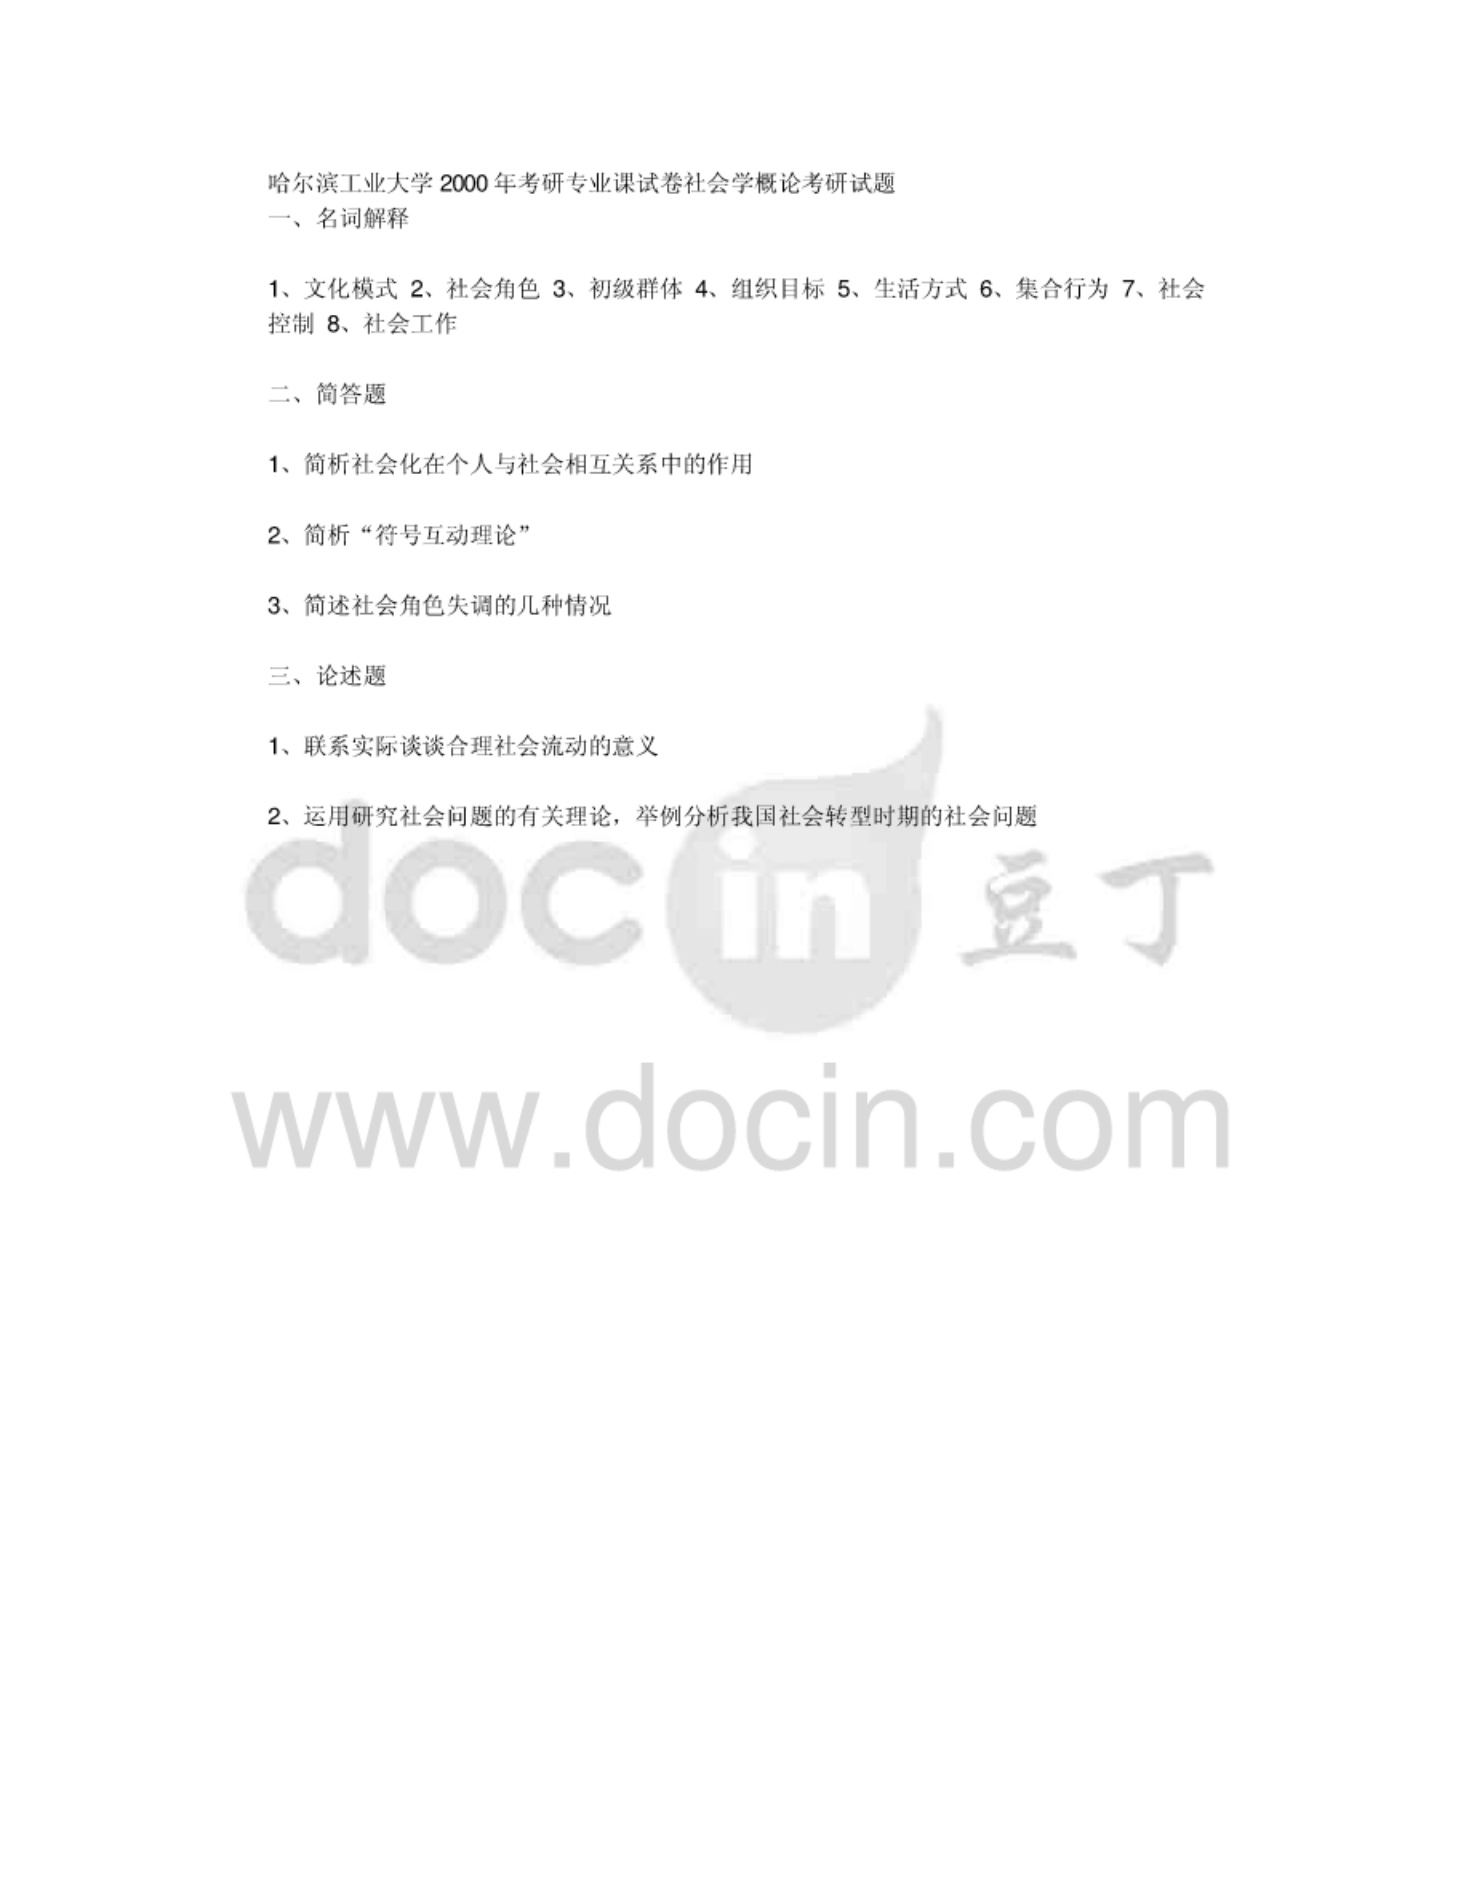 哈尔滨工业大学 2000 年考研专业课试卷社会学概论考研试题
一、名词解释
1、文化模式 2、社会角色 3、初级群体 4、组织目标 5、生活方式 6、集合行为 7、社会
控制 8、社会工作
二、简答题
1、简析社会化在个人与社会相互关系中的作用
2、简析“符号互动理论”
3、简述社会角色失调的几种情况
三、论述题
1、联系实际谈谈合理社会流动的意义
2、运用研究社会问题的有关理论，举例分析我国社会转型时期的社会问题
docin 豆丁
www.docin.com